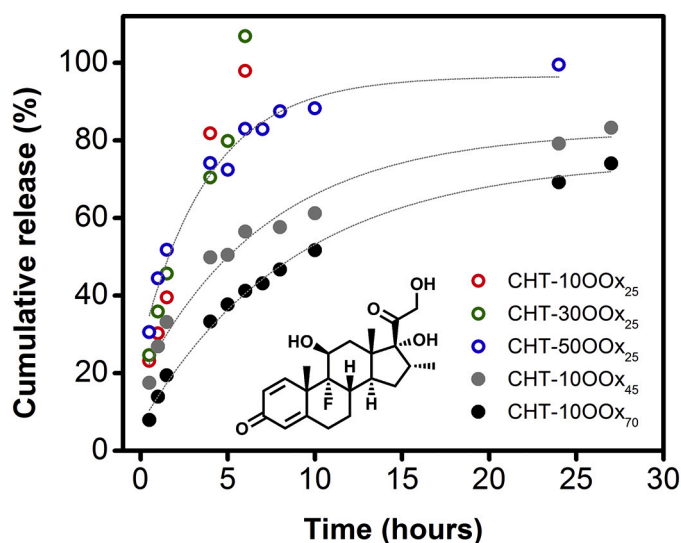 Cumulative release (%)
100
80
60
40
20
0
0 5 10 15 20 25 30
Time (hours)
CHT-10OOx25
CHT-30OOx25
CHT-50OOx25
CHT-10OOx45
CHT-10OOx70
OH
O
HO
OH
H
F
H
O